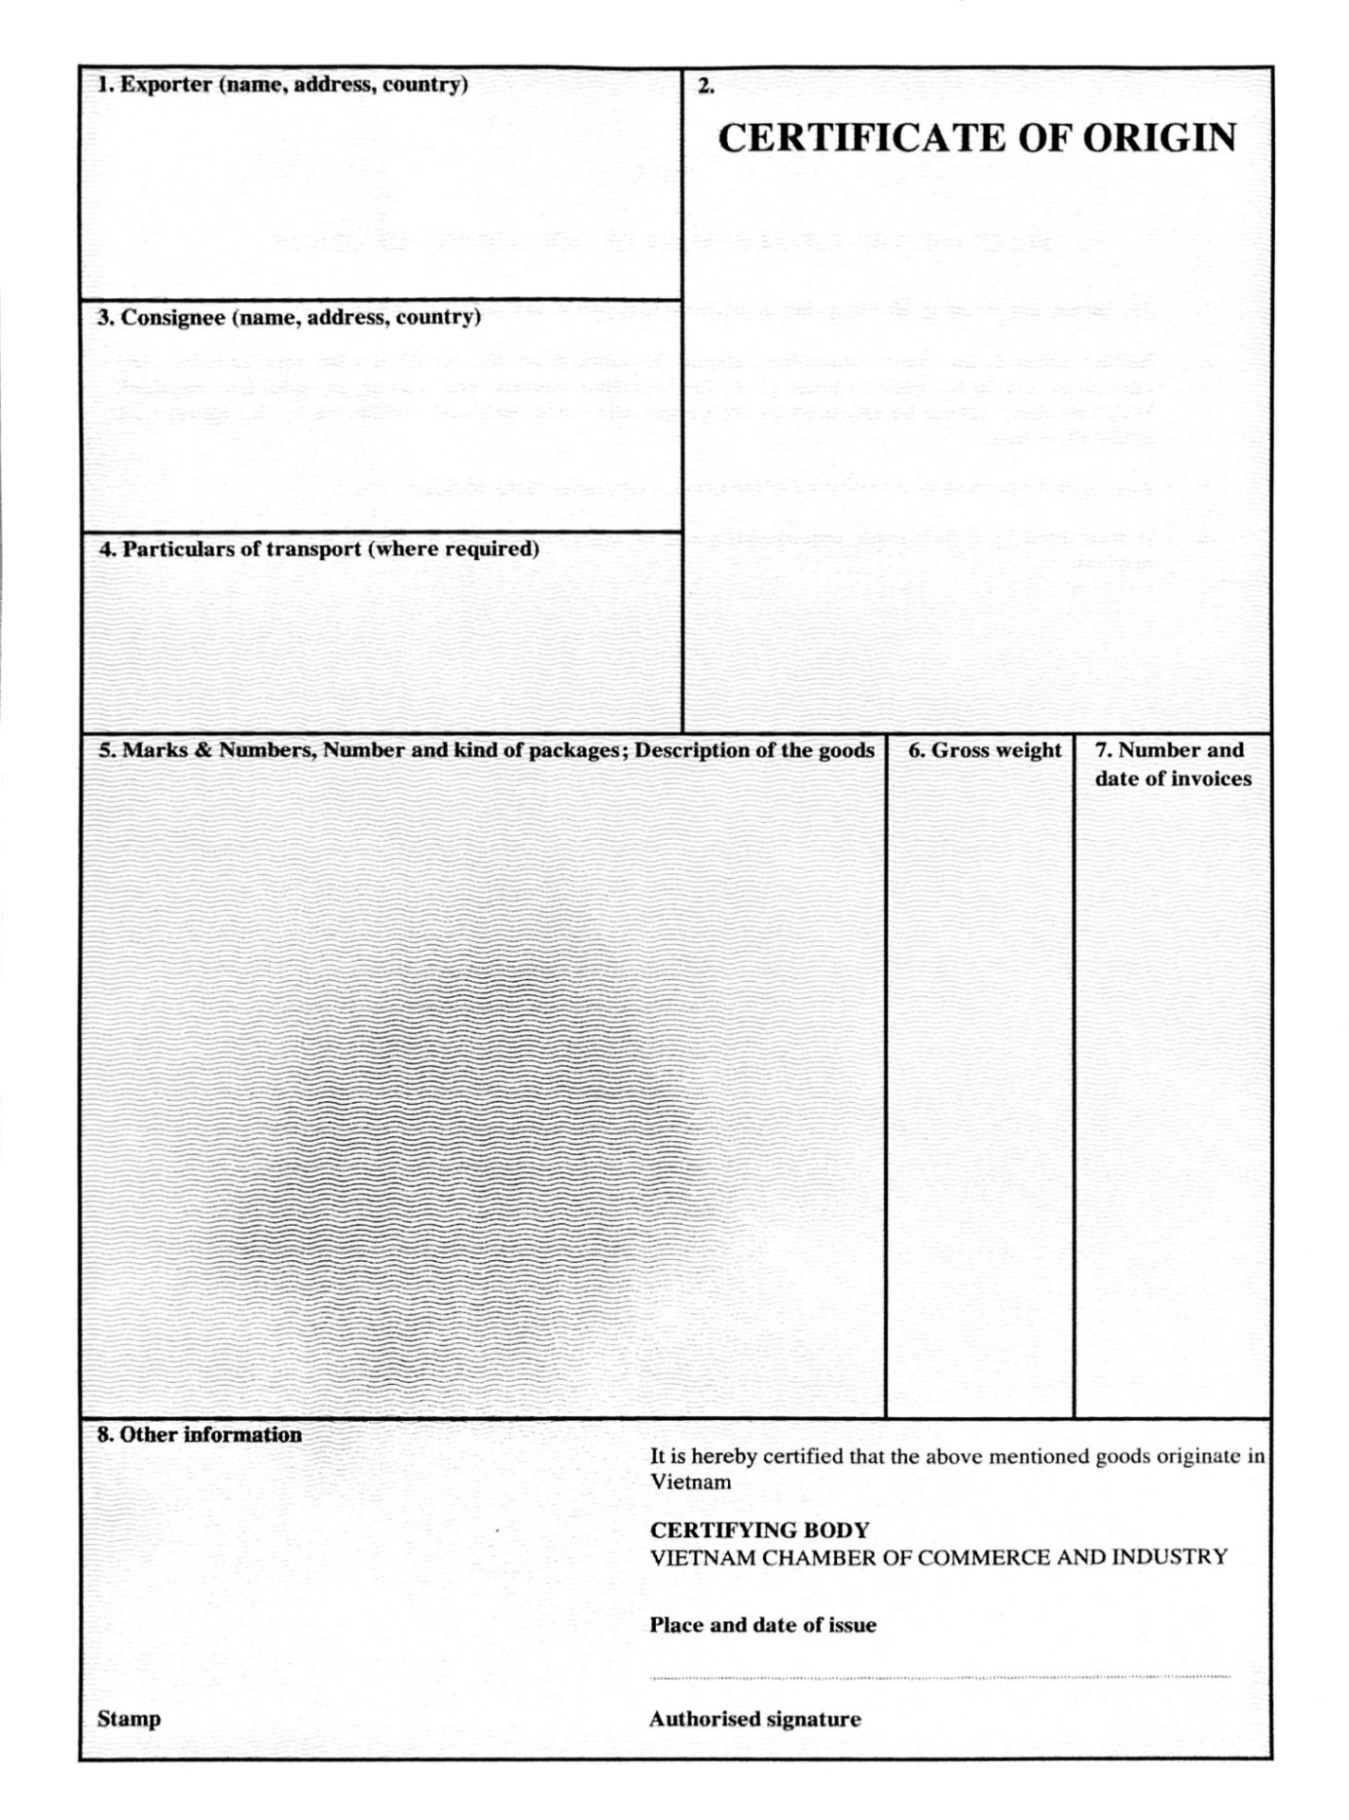 1. Exporter (name, address, country)
2.
CERTIFICATE OF ORIGIN
3. Consignee (name, address, country)
4. Particulars of transport (where required)
5. Marks & Numbers, Number and kind of packages; Description of the goods
6. Gross weight
7. Number and
date of invoices
8. Other information
It is hereby certified that the above mentioned goods originate in
Vietnam
CERTIFYING BODY
VIETNAM CHAMBER OF COMMERCE AND INDUSTRY
Place and date of issue
Stamp
Authorised signature